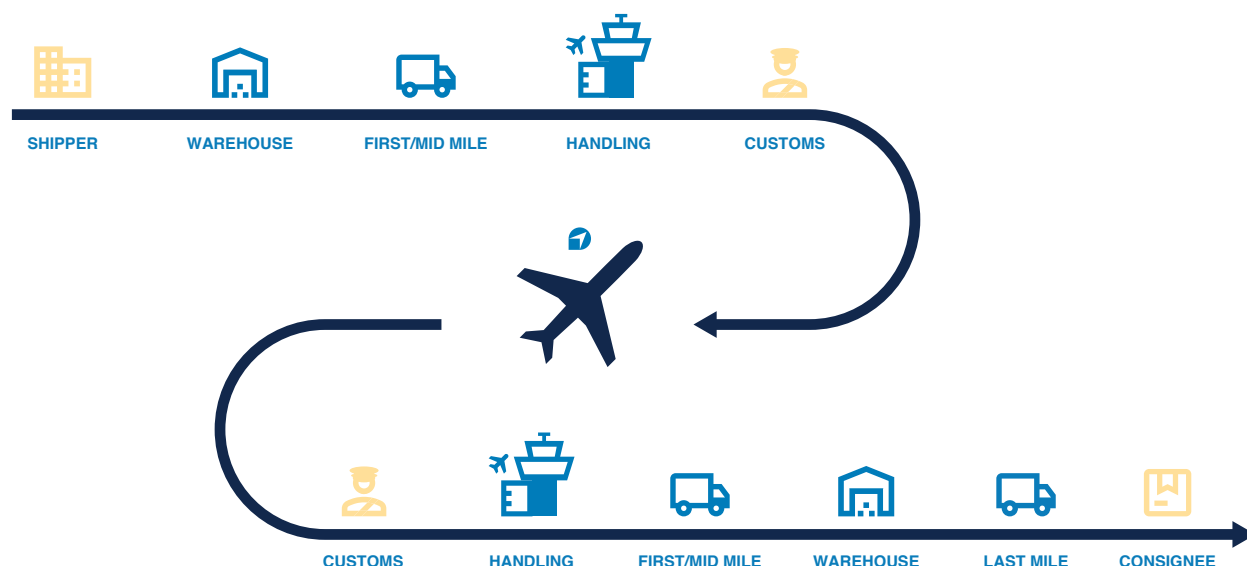 SHIPPER
WAREHOUSE
FIRST/MID MILE
HANDLING
CUSTOMS
CUSTOMS
HANDLING
FIRST/MID MILE
WAREHOUSE
LAST MILE
CONSIGNEE